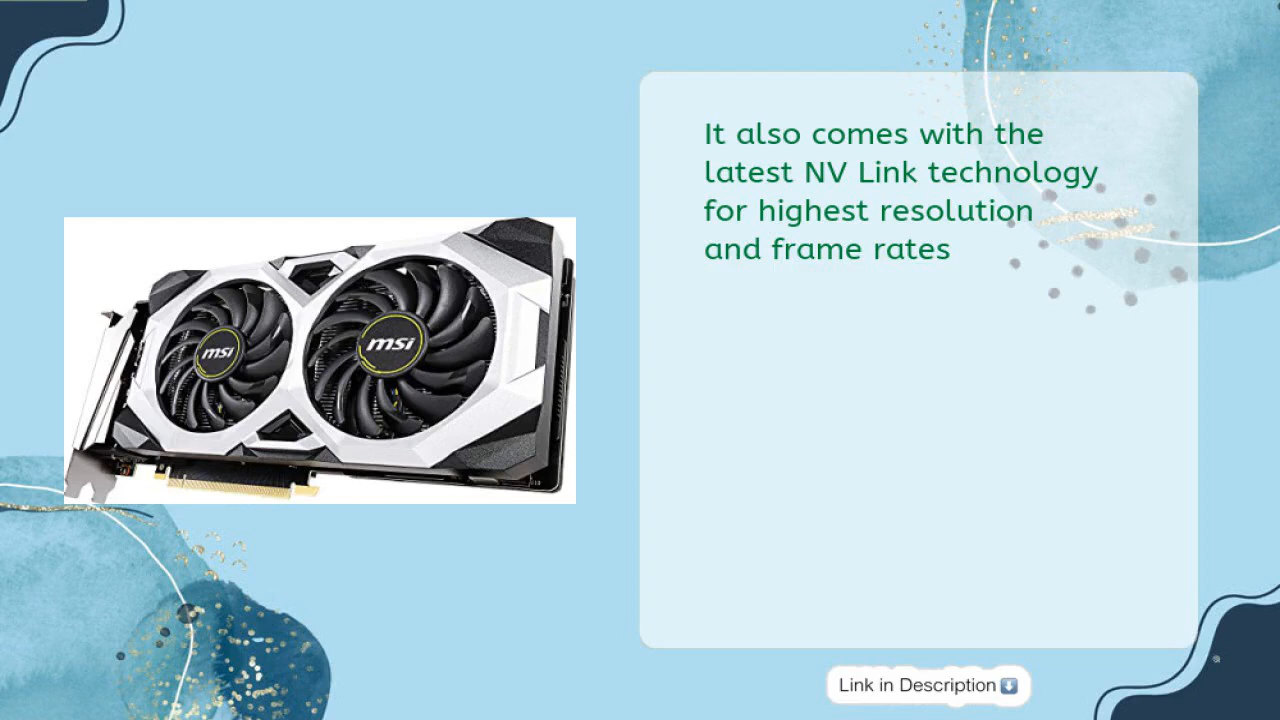 It also comes with the
latest NV Link technology
for highest resolution
and frame rates
msi
msi
Link in Description